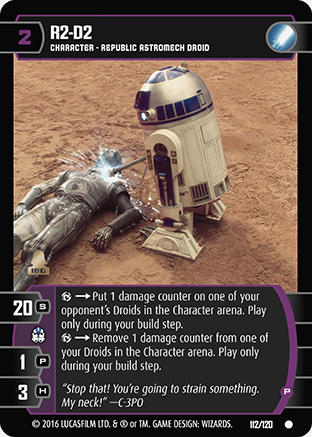 2 R2-D2
CHARACTER - REPUBLIC ASTROMECH DROID
20 S
1 P
3 H
→ Put 1 damage counter on one of your
opponent's Droids in the Character arena. Play
only during your build step.
→ Remove 1 damage counter from one of
your Droids in the Character arena. Play only
during your build step.
"Stop that! You're going to strain something.
My neck!" —C-3PO
P
© 2016 LUCASFILM LTD. & ® or TM. GAME DESIGN: WIZARDS. 112/120